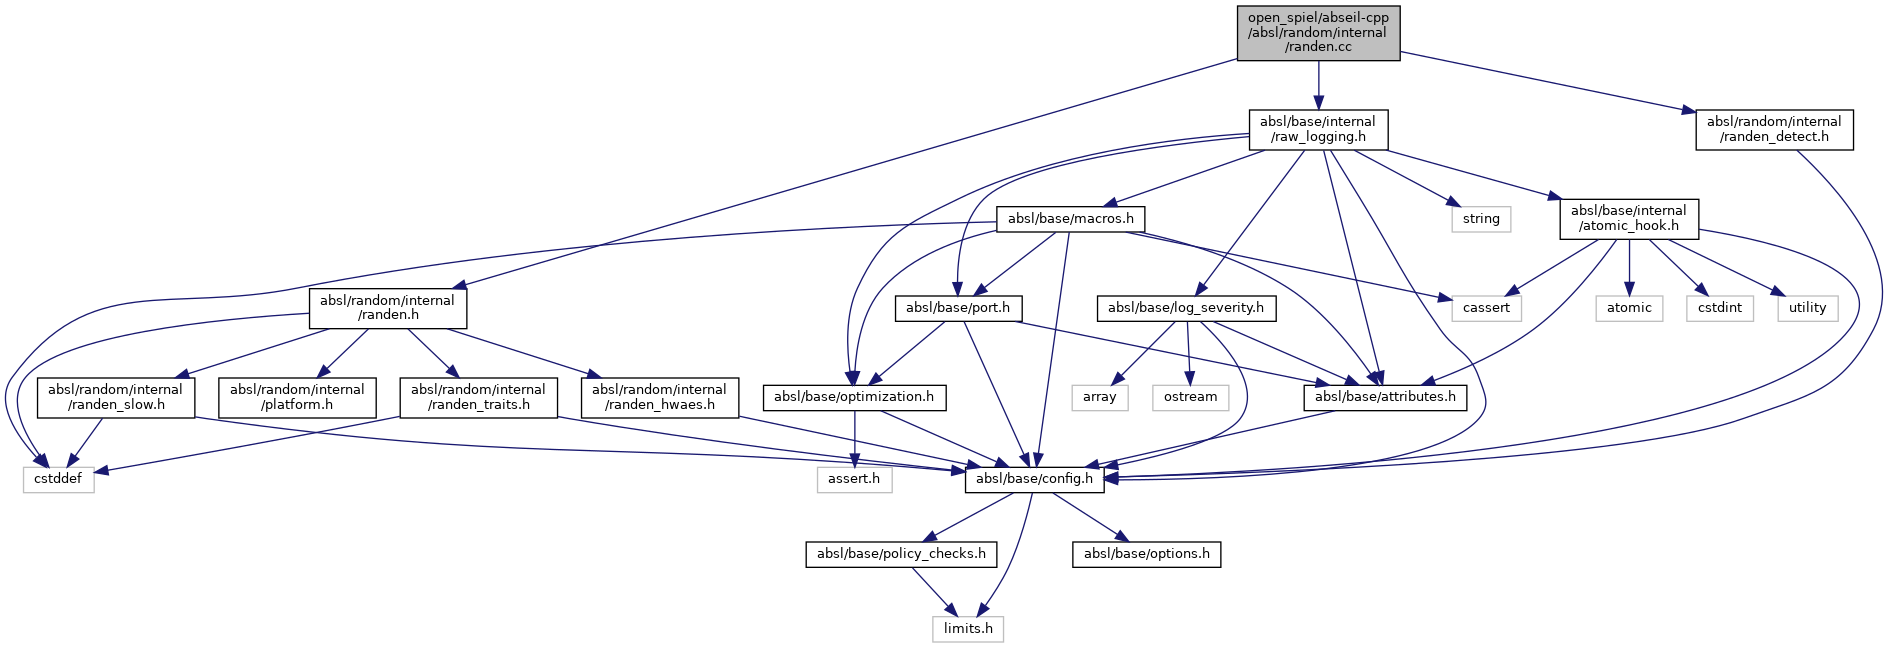 open_spiel/abseil-cpp
/absl/random/internal
/randen.cc
absl/base/internal
/raw_logging.h
absl/random/internal
/randen_detect.h
absl/base/macros.h
string
absl/base/internal
/atomic_hook.h
absl/random/internal
/randen.h
absl/base/port.h
absl/base/log_severity.h
cassert
atomic
cstdint
utility
absl/random/internal
/randen_slow.h
absl/random/internal
/platform.h
absl/random/internal
/randen_traits.h
absl/random/internal
/randen_hwaes.h
absl/base/optimization.h
array
ostream
absl/base/attributes.h
cstddef
assert.h
absl/base/config.h
absl/base/policy_checks.h
absl/base/options.h
limits.h